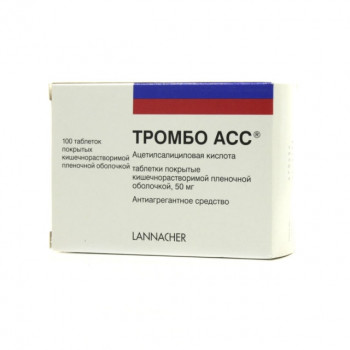 100 таблеток
покрытых
кишечнорастворимой
пленочной оболочкой
ТРОМБО АСС®
Ацетилсалициловая кислота
таблетки покрытые
кишечнорастворимой пленочной
оболочкой, 50 мг
Антиагрегантное средство
LANNACHER